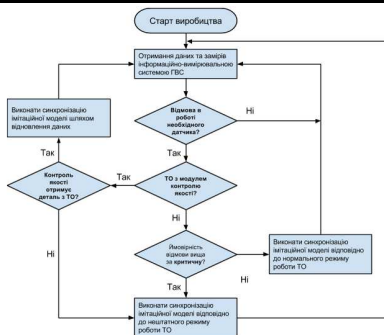 Старт виробництва
Отримання даних та замірів
інформаційно-вимірювальною
системою ГВС
Виконати синхронізацію
імітаційної моделі шляхом
відновлення даних
Відмова в
роботі
необхідного
датчика?
Ні
Так
Так
Контроль
якості
отримує
деталь з ТО?
Так
ТО з модулем
контролю
якості?
Ні
Ймовірність
відмови вища
за критичну?
Виконати синхронізацію
імітаційної моделі відповідно
до нормального режиму
роботи ТО
Ні
Так
Ні
Виконати синхронізацію
імітаційної моделі відповідно
до нештатного режиму
роботи ТО